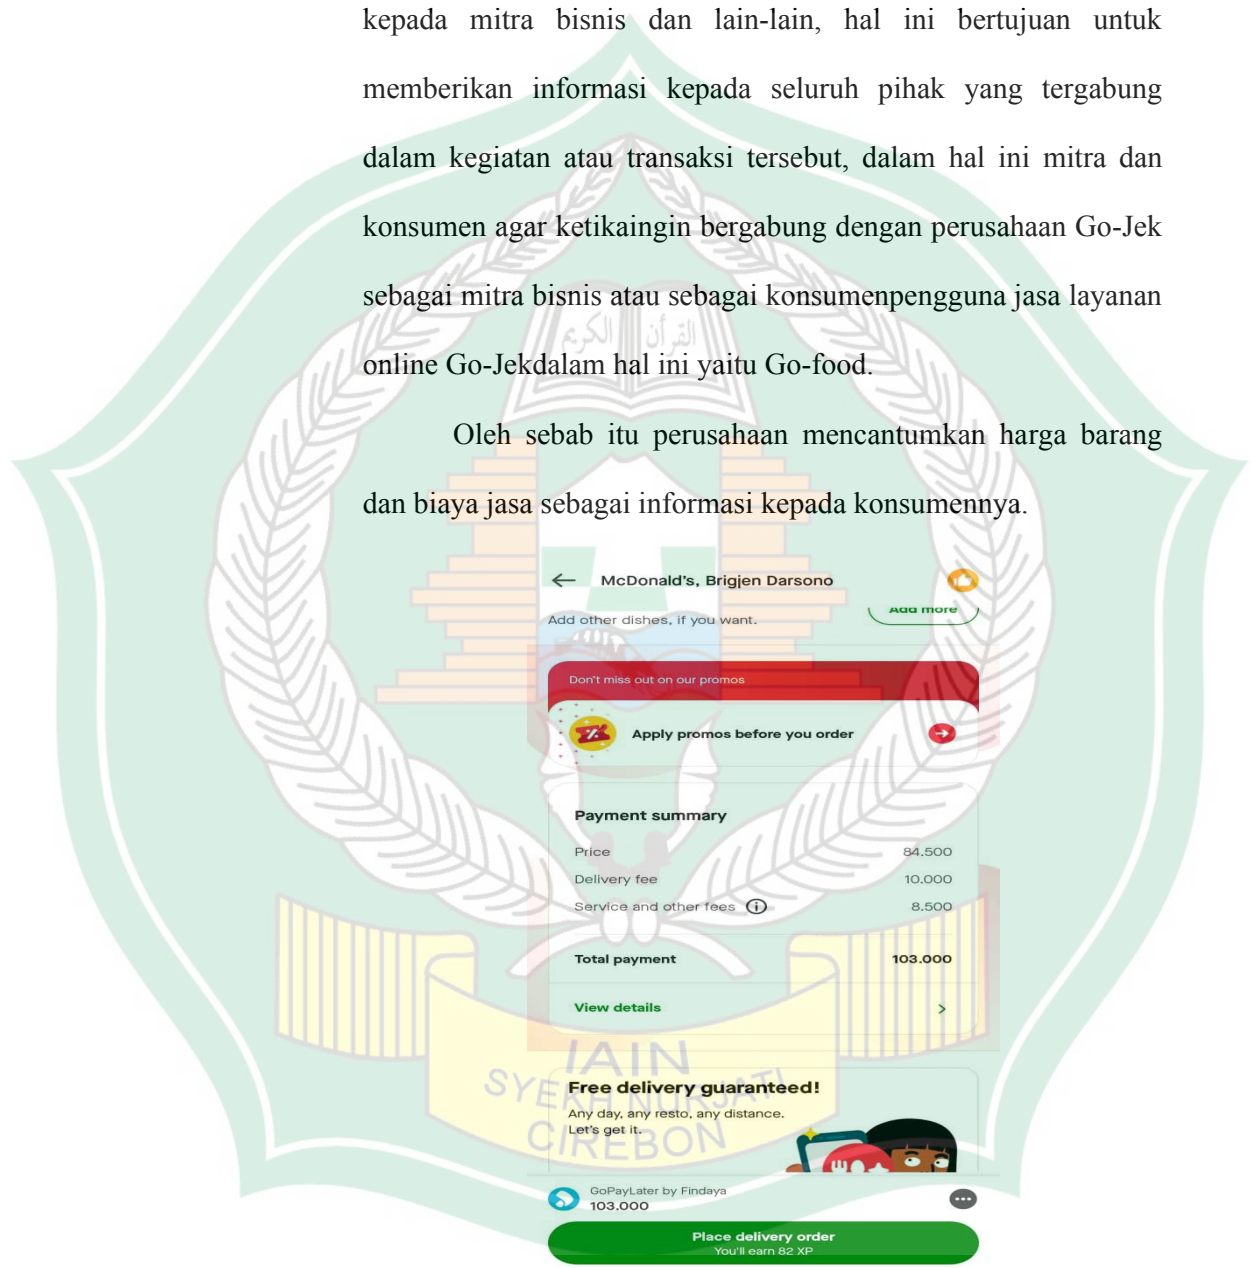 kepada mitra bisnis dan lain-lain, hal ini bertujuan untuk
memberikan informasi kepada seluruh pihak yang tergabung
dalam kegiatan atau transaksi tersebut, dalam hal ini mitra dan
konsumen agar ketikaingin bergabung dengan perusahaan Go-Jek
sebagai mitra bisnis atau sebagai konsumenpengguna jasa layanan
القرآن الكريم
online Go-Jekdalam hal ini yaitu Go-food.
Oleh sebab itu perusahaan mencantumkan harga barang
dan biaya jasa sebagai informasi kepada konsumennya.
McDonald's, Brigjen Darsono
Add more
Add other dishes, if you want.
Don't miss out on our promos
Apply promos before you order
Payment summary
Price 84.500
Delivery fee 10.000
Service and other fees 8.500
Total payment 103.000
View details
IAIN
SYEKH NURJATI
CIREBON
Free delivery guaranteed!
Any day, any resto, any distance.
Let's get it.
GoPayLater by Findaya
103.000
Place delivery order
You'll earn 82 XP